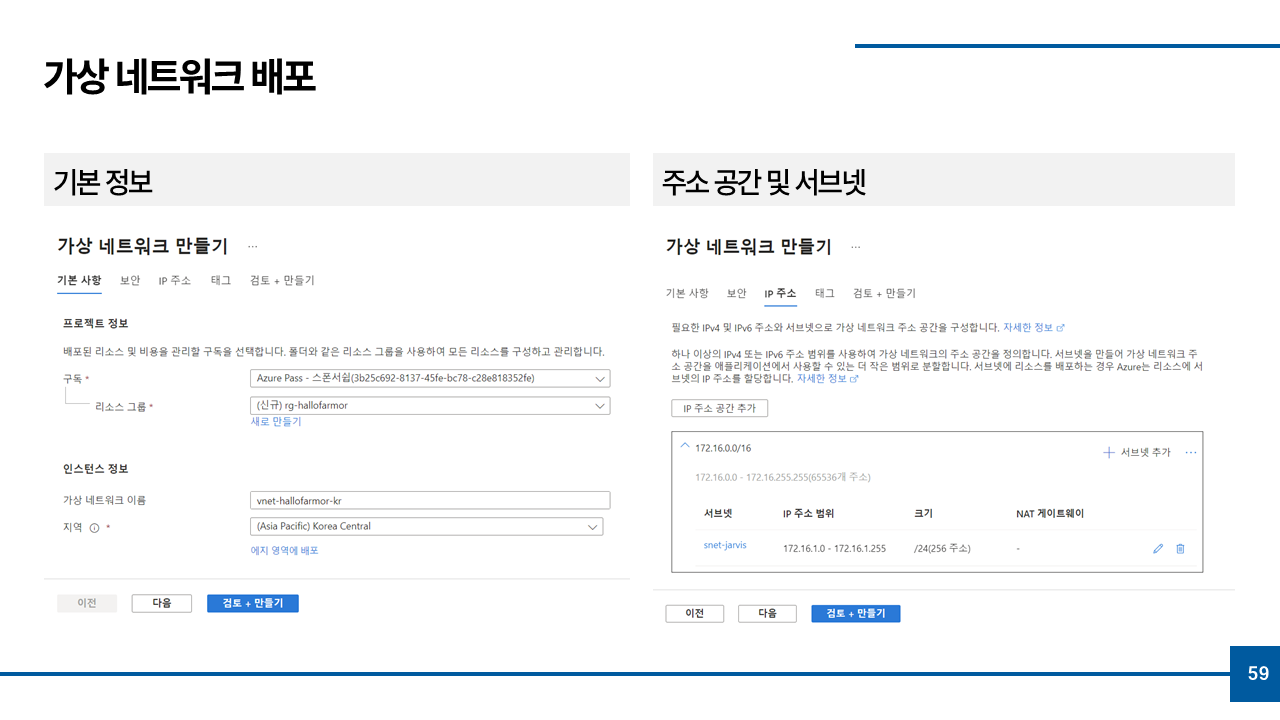 가상 네트워크 배포
기본 정보
가상 네트워크 만들기 ...
기본 사항 보안 IP 주소 태그 검토 + 만들기
프로젝트 정보
배포된 리소스 및 비용을 관리할 구독을 선택합니다. 폴더와 같은 리소스 그룹을 사용하여 모든 리소스를 구성하고 관리합니다.
구독 * Azure Pass - 스폰서쉽(3b25c692-8137-45fe-bc78-c28e818352fe)
리소스 그룹 * (신규) rg-hallofarmor
새로 만들기
인스턴스 정보
가상 네트워크 이름 vnet-hallofarmor-kr
지역 * (Asia Pacific) Korea Central
에지 영역에 배포
이전 다음 검토 + 만들기
주소 공간 및 서브넷
가상 네트워크 만들기 ...
기본 사항 보안 IP 주소 태그 검토 + 만들기
필요한 IPv4 및 IPv6 주소와 서브넷으로 가상 네트워크 주소 공간을 구성합니다. 자세한 정보
하나 이상의 IPv4 또는 IPv6 주소 범위를 사용하여 가상 네트워크의 주소 공간을 정의합니다. 서브넷을 만들어 가상 네트워크 주
소 공간을 애플리케이션에서 사용할 수 있는 더 작은 범위로 분할합니다. 서브넷에 리소스를 배포하는 경우 Azure는 리소스에 서
브넷의 IP 주소를 할당합니다. 자세한 정보
IP 주소 공간 추가
172.16.0.0/16 서브넷 추가 ...
172.16.0.0 - 172.16.255.255(65536개 주소)
서브넷 IP 주소 범위 크기 NAT 게이트웨이
snet-jarvis 172.16.1.0 - 172.16.1.255 /24(256 주소) -
이전 다음 검토 + 만들기
59